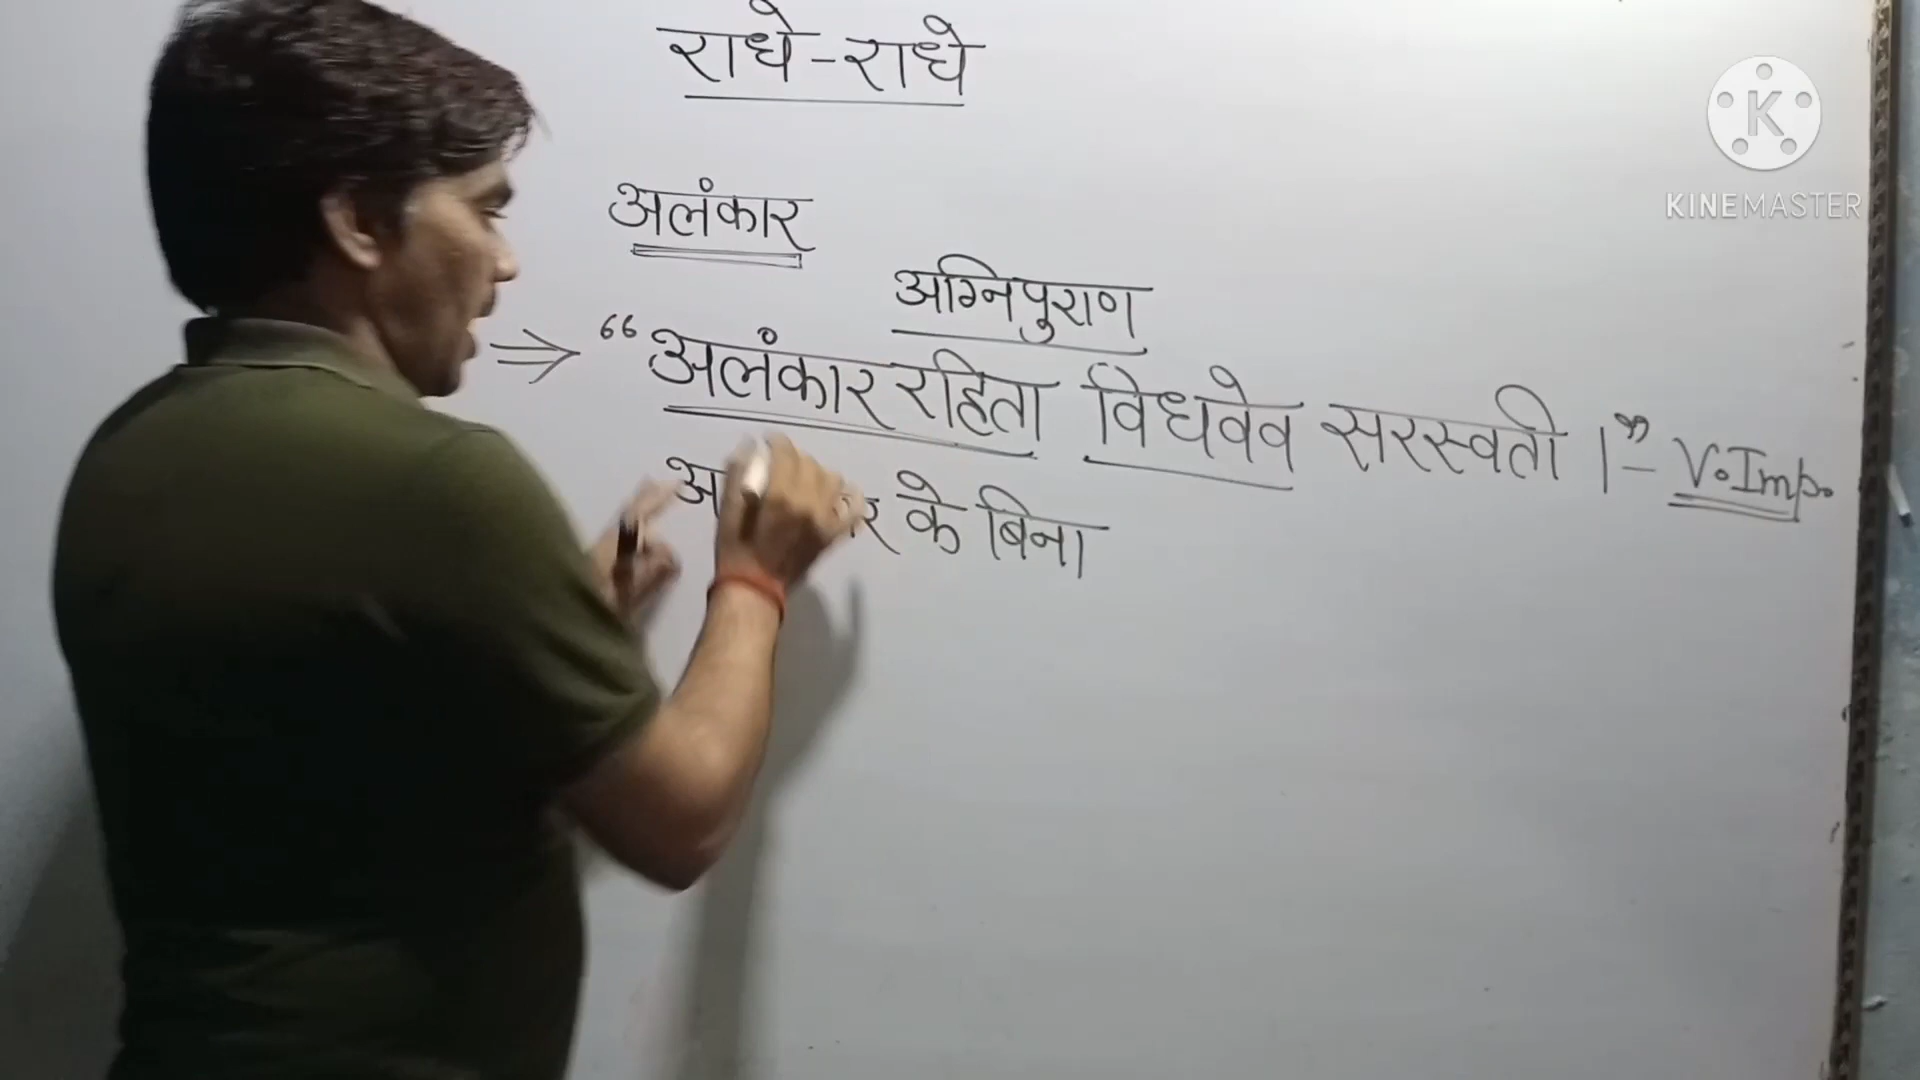 राधे-राधे
अलंकार
अग्निपुराण
⇒ “अलंकार रहिता विधवेव सरस्वती।” - V. Imp.
के बिना
KINEMASTER